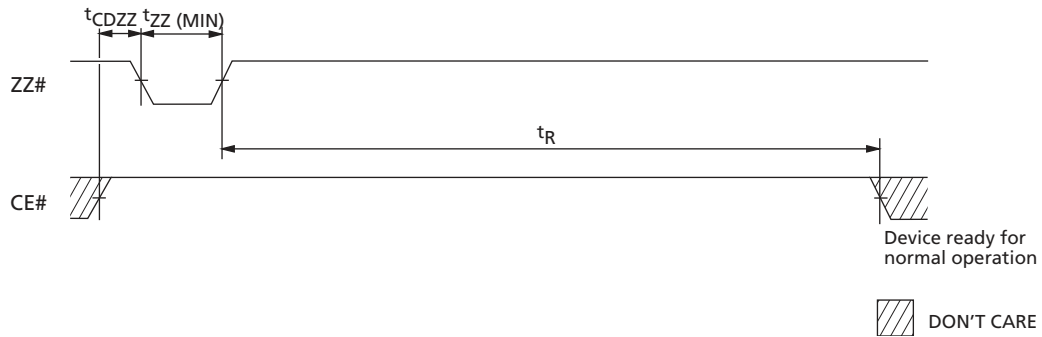 tCDZZ tZZ (MIN)
ZZ#
tR
CE#
Device ready for
normal operation
DON'T CARE